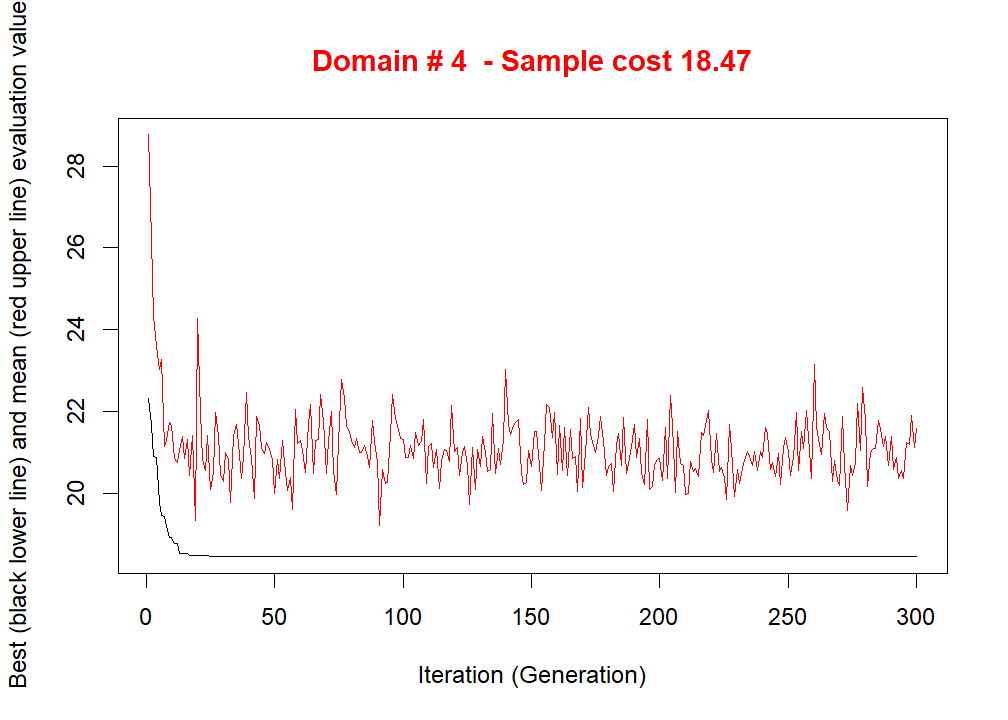 Domain # 4  - Sample cost 18.47
Best (black lower line) and mean (red upper line) evaluation value
28
26
24
22
20
0 50 100 150 200 250 300
Iteration (Generation)